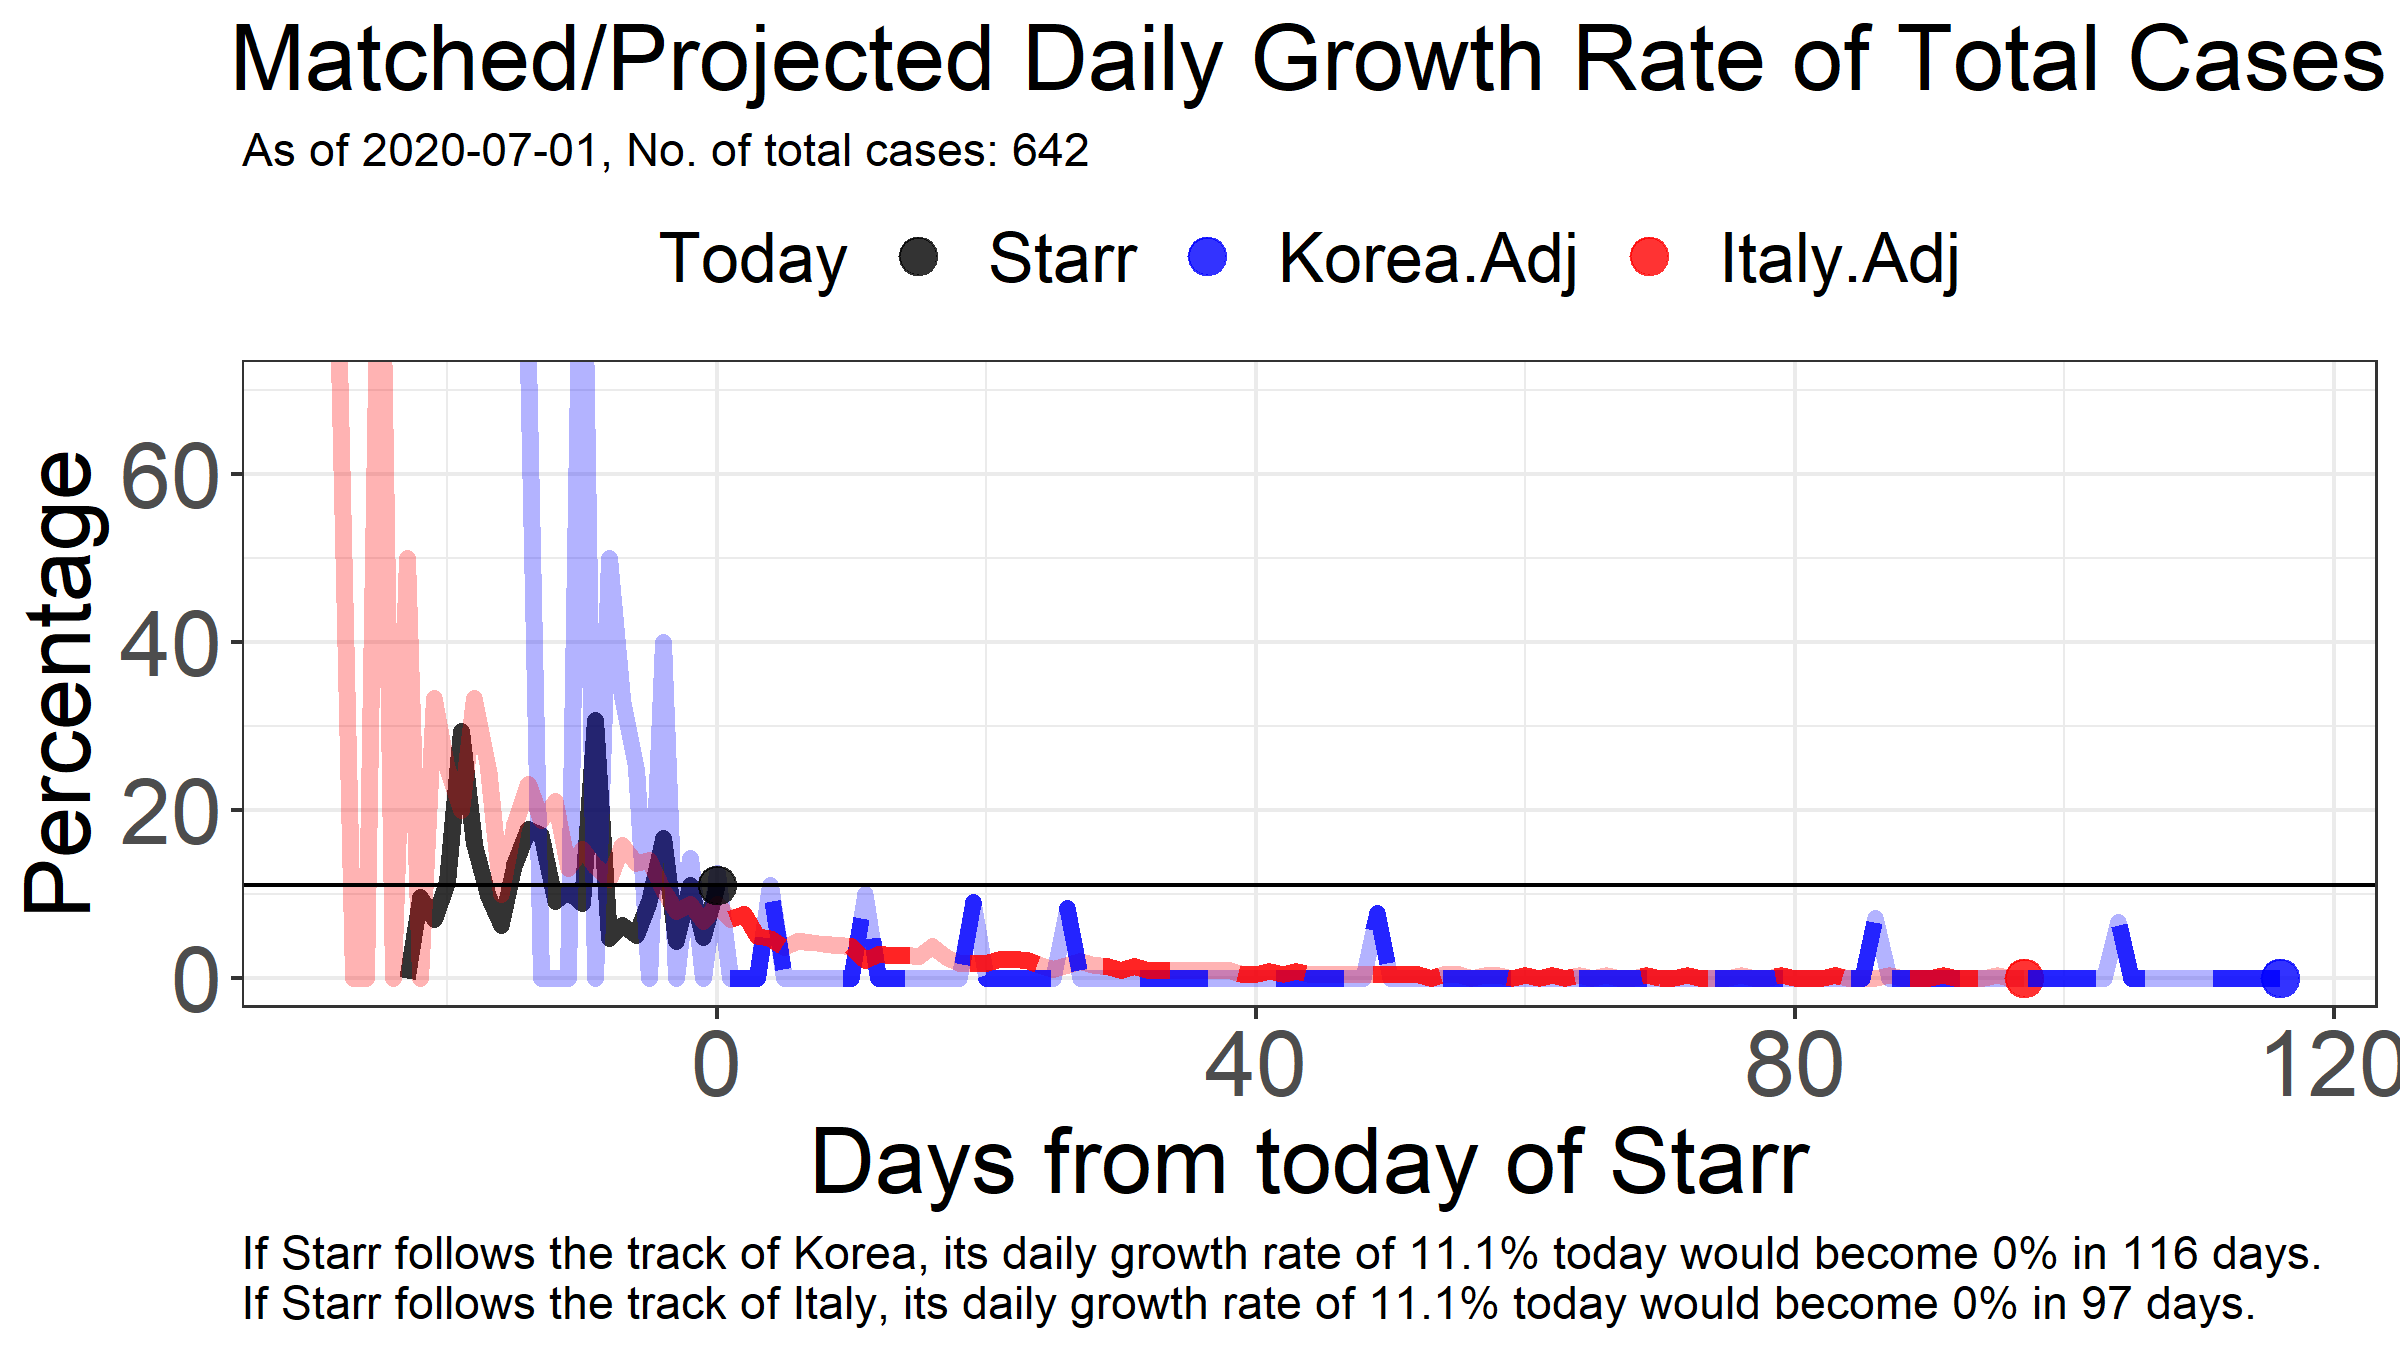 Matched/Projected Daily Growth Rate of Total Cases
As of 2020-07-01, No. of total cases: 642
Today Starr Korea.Adj Italy.Adj
Percentage
60
40
20
0
0 40 80 120
Days from today of Starr
If Starr follows the track of Korea, its daily growth rate of 11.1% today would become 0% in 116 days.
If Starr follows the track of Italy, its daily growth rate of 11.1% today would become 0% in 97 days.